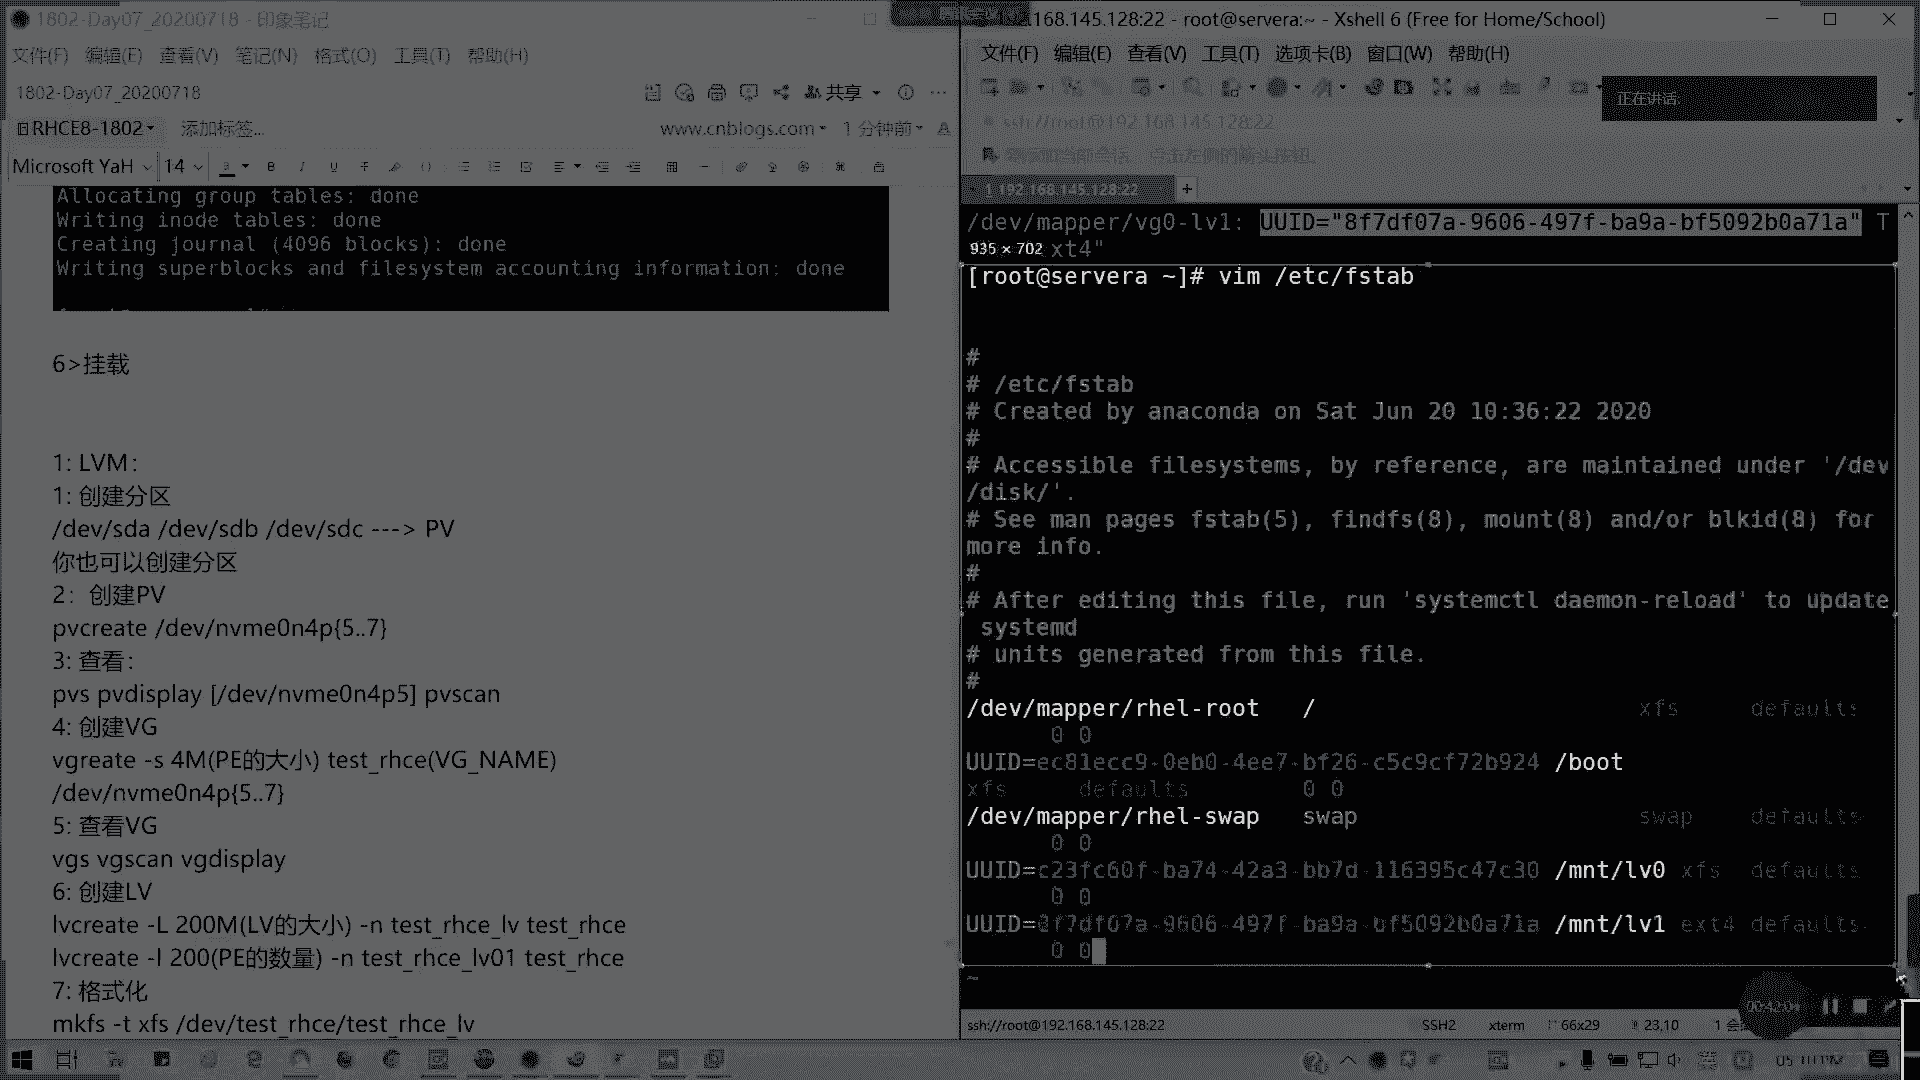 1802-Day07_20200718 - 印象笔记
文件(F) 编辑(E) 查看(V) 笔记(N) 格式(O) 工具(T) 帮助(H)
1802-Day07_20200718
共享
RHCE8-1802 添加标签...
www.cnblogs.com 1 分钟前
Microsoft YaH 14
Allocating group tables: done
Writing inode tables: done
Creating journal (4096 blocks): done
Writing superblocks and filesystem accounting information: done
6>挂载
1: LVM:
1: 创建分区
/dev/sda /dev/sdb /dev/sdc ---> PV
你也可以创建分区
2：创建PV
pvcreate /dev/nvme0n4p{5..7}
3: 查看:
pvs pvdisplay [/dev/nvme0n4p5] pvscan
4: 创建VG
vgreate -s 4M(PE的大小) test_rhce(VG_NAME)
/dev/nvme0n4p{5..7}
5: 查看VG
vgs vgscan vgdisplay
6: 创建LV
lvcreate -L 200M(LV的大小) -n test_rhce_lv test_rhce
lvcreate -l 200(PE的数量) -n test_rhce_lv01 test_rhce
7: 格式化
mkfs -t xfs /dev/test_rhce/test_rhce_lv
.168.145.128:22 - root@servera:~ - Xshell 6 (Free for Home/School)
文件(F) 编辑(E) 查看(V) 工具(T) 选项卡(B) 窗口(W) 帮助(H)
正在讲话:
ssh://root@192.168.145.128:22
1 192.168.145.128:22
/dev/mapper/vg0-lv1: UUID="8f7df07a-9606-497f-ba9a-bf5092b0a71a" T
935 × 702 xt4"
[root@servera ~]# vim /etc/fstab
#
# /etc/fstab
# Created by anaconda on Sat Jun 20 10:36:22 2020
#
# Accessible filesystems, by reference, are maintained under '/dev
/disk/'.
# See man pages fstab(5), findfs(8), mount(8) and/or blkid(8) for
more info.
#
# After editing this file, run 'systemctl daemon-reload' to update
systemd
# units generated from this file.
#
/dev/mapper/rhel-root / xfs defaults
0 0
UUID=ec81ecc9-0eb0-4ee7-bf26-c5c9cf72b924 /boot
xfs defaults 0 0
/dev/mapper/rhel-swap swap swap defaults
0 0
UUID=c23fc60f-ba74-42a3-bb7d-116395c47c30 /mnt/lv0 xfs defaults
0 0
UUID=8f7df07a-9606-497f-ba9a-bf5092b0a71a /mnt/lv1 ext4 defaults
0 0
~
00:42:04
ssh://root@192.168.145.128:22 SSH2 xterm 66x29 23,10